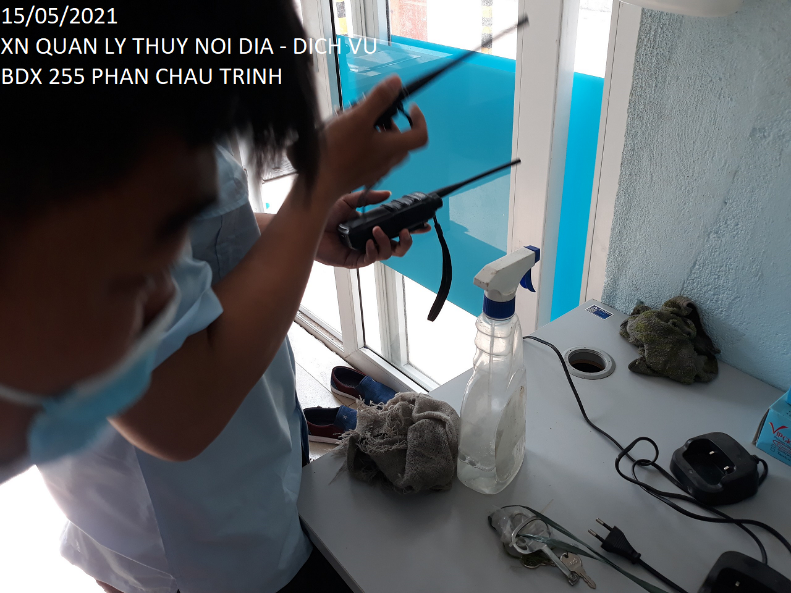 15/05/2021
XN QUAN LY THUY NOI DIA - DICH VU
BDX 255 PHAN CHAU TRINH